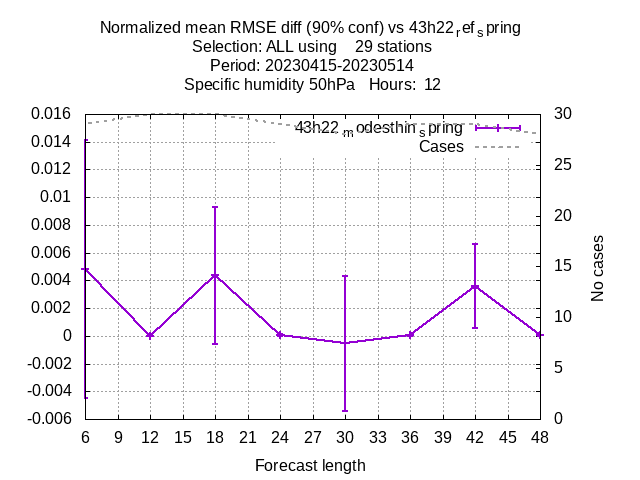 Normalized mean RMSE diff (90% conf) vs 43h22refspring
Selection: ALL using    29 stations
Period: 20230415-20230514
Specific humidity 50hPa   Hours:  12
43h22modesthinspring
Cases
0.016
0.014
0.012
0.01
0.008
0.006
0.004
0.002
0
-0.002
-0.004
-0.006
30
25
20
15
10
5
0
No cases
6 9 12 15 18 21 24 27 30 33 36 39 42 45 48
Forecast length